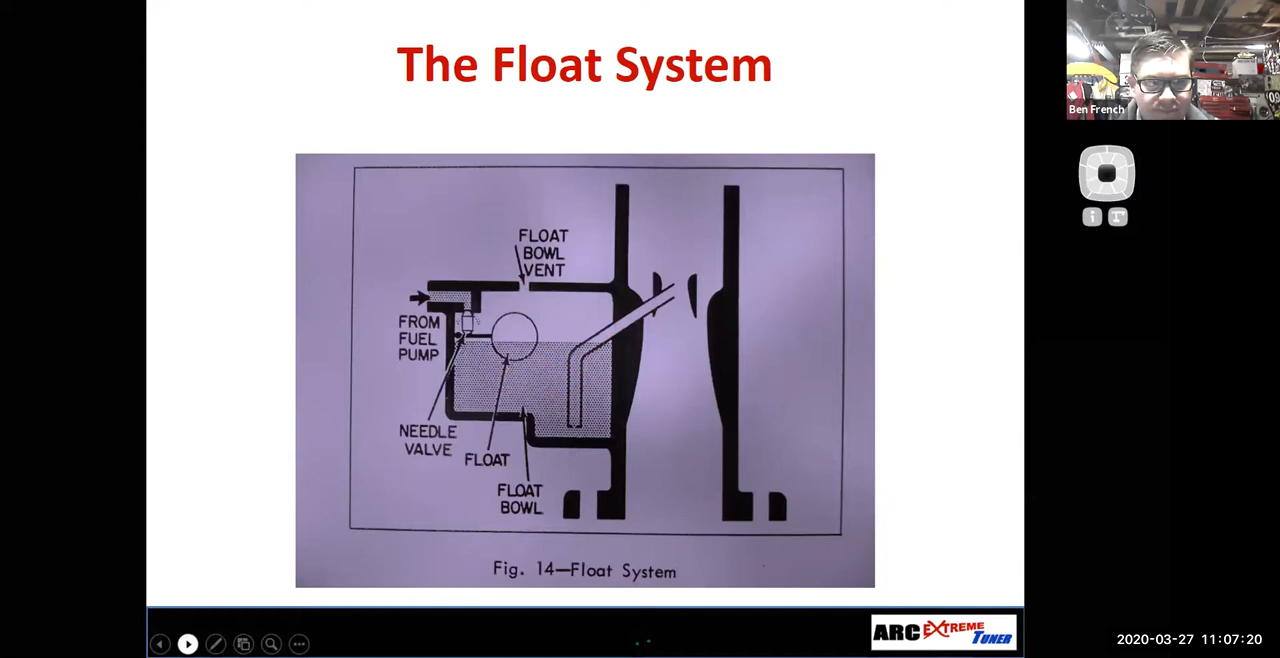 The Float System
Ben French
FLOAT
BOWL
VENT
FROM
FUEL
PUMP
NEEDLE
VALVE
FLOAT
FLOAT
BOWL
Fig. 14—Float System
ARC EXTREME
TUNER
2020-03-27 11:07:20